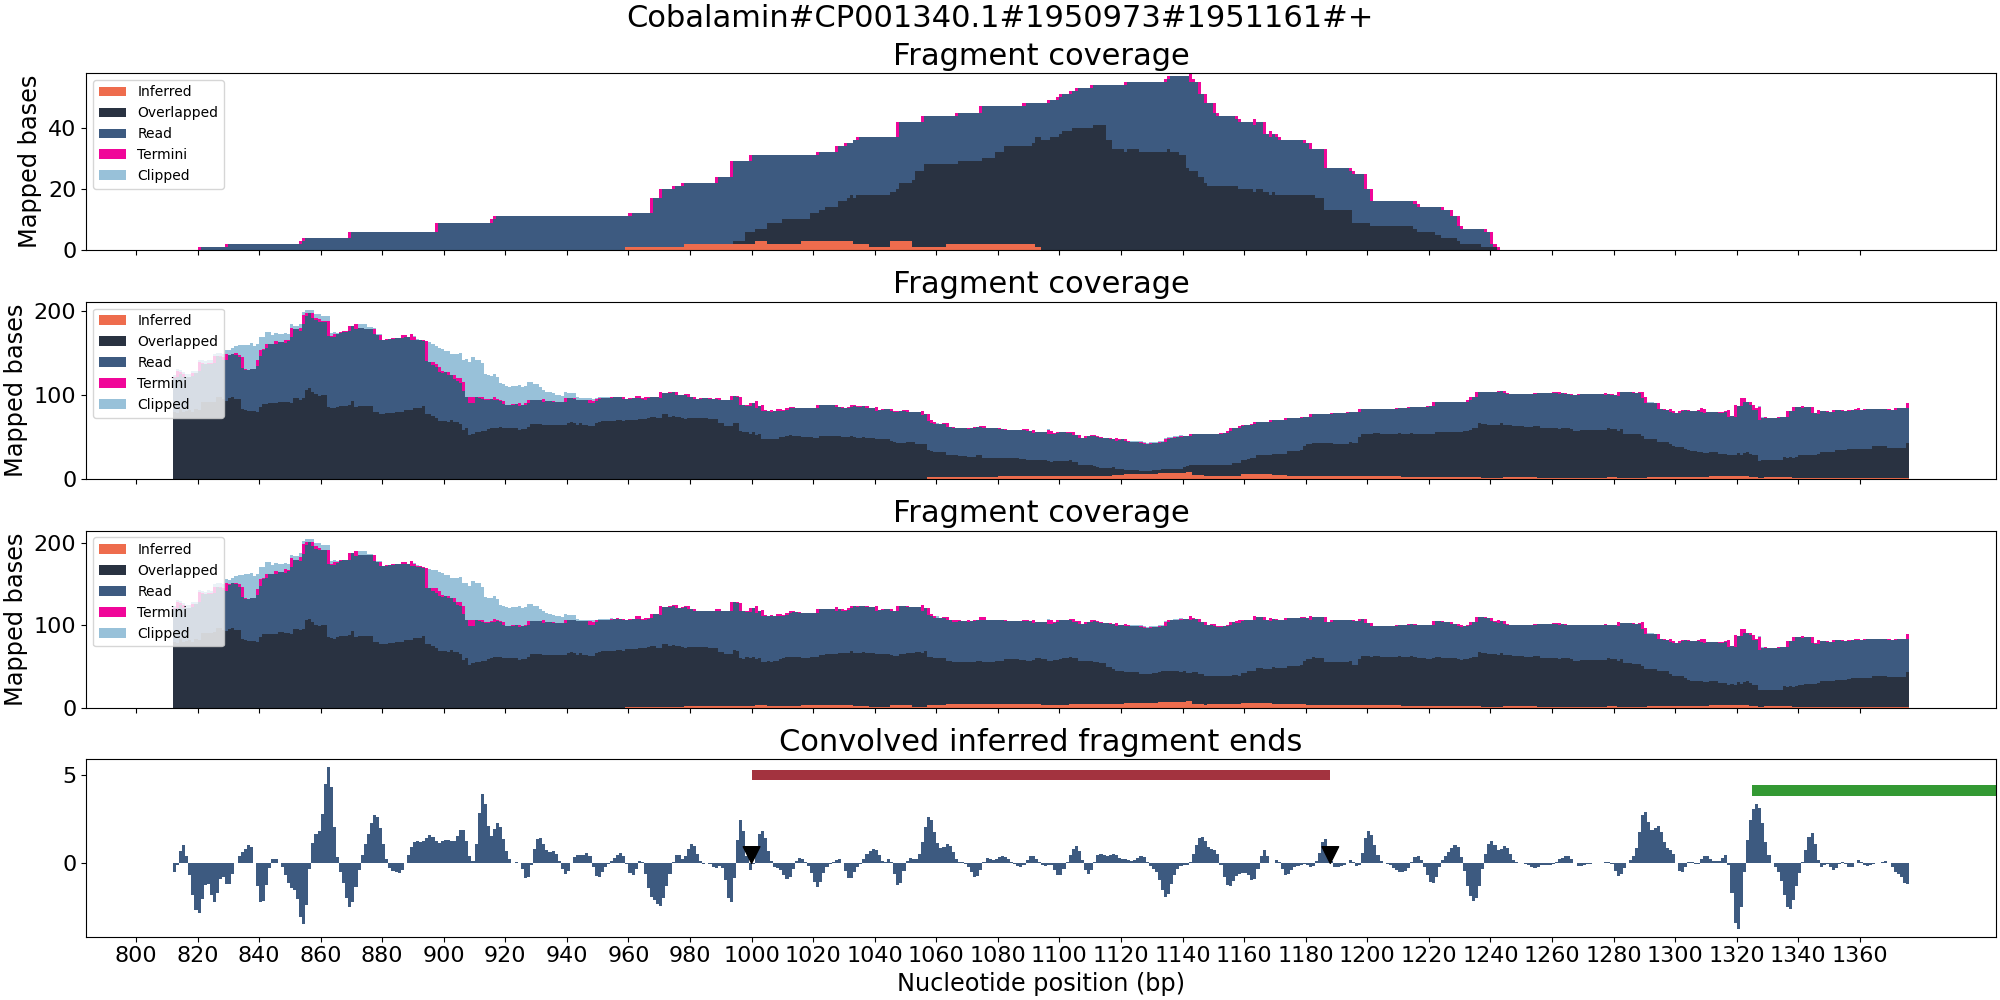 Cobalamin#CP001340.1#1950973#1951161#+
Fragment coverage
Mapped bases
40
20
0
Inferred
Overlapped
Read
Termini
Clipped
Fragment coverage
Mapped bases
200
100
0
Inferred
Overlapped
Read
Termini
Clipped
Fragment coverage
Mapped bases
200
100
0
Inferred
Overlapped
Read
Termini
Clipped
Convolved inferred fragment ends
5
0
800 820 840 860 880 900 920 940 960 980 1000 1020 1040 1060 1080 1100 1120 1140 1160 1180 1200 1220 1240 1260 1280 1300 1320 1340 1360
Nucleotide position (bp)